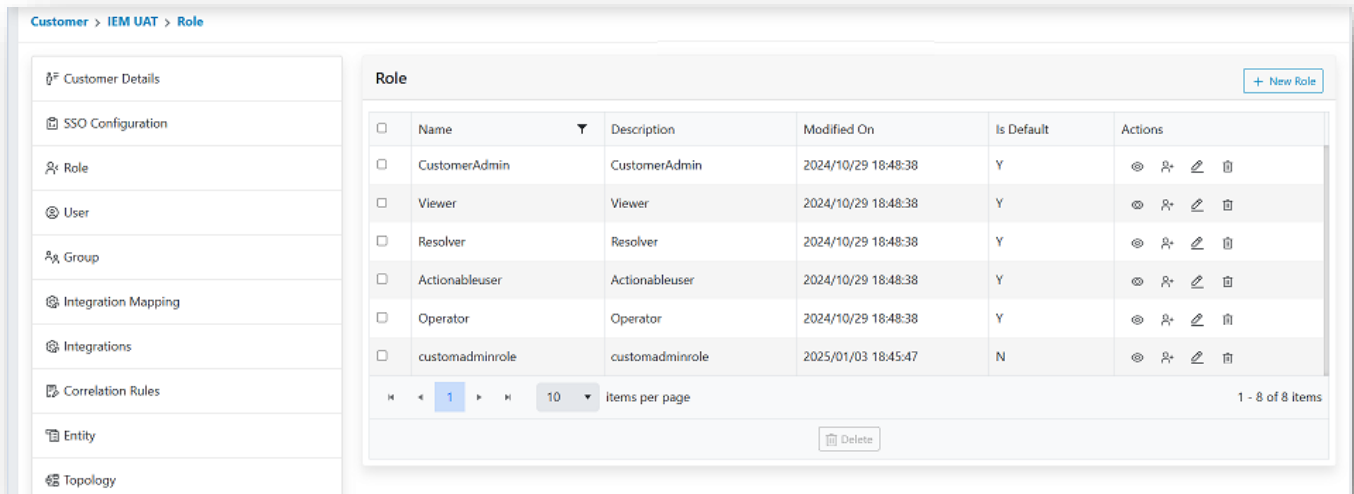 Customer > IEM UAT > Role
Customer Details
SSO Configuration
Role
User
Group
Integration Mapping
Integrations
Correlation Rules
Entity
Topology
Role
+ New Role
Name Description Modified On Is Default Actions
CustomerAdmin CustomerAdmin 2024/10/29 18:48:38 Y
Viewer Viewer 2024/10/29 18:48:38 Y
Resolver Resolver 2024/10/29 18:48:38 Y
Actionableuser Actionableuser 2024/10/29 18:48:38 Y
Operator Operator 2024/10/29 18:48:38 Y
customadminrole customadminrole 2025/01/03 18:45:47 N
1 10 items per page 1 - 8 of 8 items
Delete